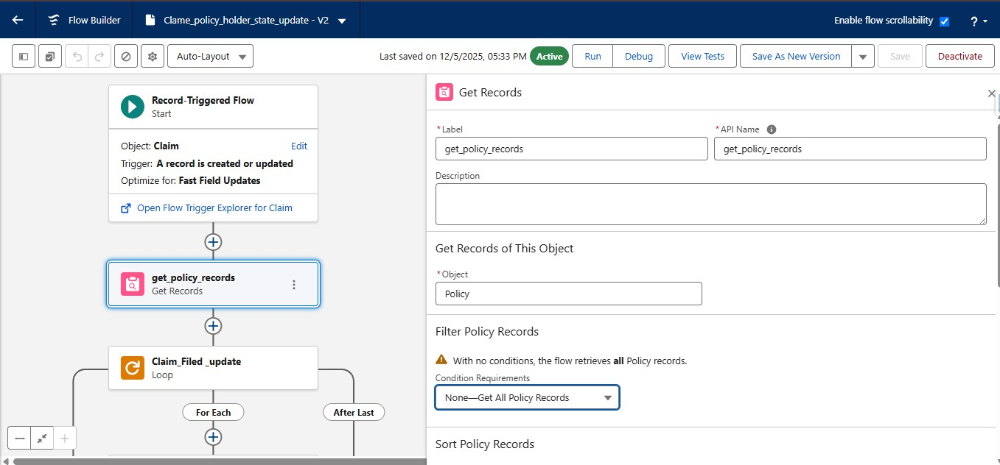 Flow Builder
Clame_policy_holder_state_update - V2
Enable flow scrollability
?
Auto-Layout
Last saved on 12/5/2025, 05:33 PM
Active
Run
Debug
View Tests
Save As New Version
Save
Deactivate
Record-Triggered Flow
Start
Object: Claim
Edit
Trigger: A record is created or updated
Optimize for: Fast Field Updates
Open Flow Trigger Explorer for Claim
get_policy_records
Get Records
Claim_Filed _update
Loop
For Each
After Last
Get Records
* Label
* API Name
get_policy_records
get_policy_records
Description
Get Records of This Object
* Object
Policy
Filter Policy Records
With no conditions, the flow retrieves all Policy records.
Condition Requirements
None—Get All Policy Records
Sort Policy Records